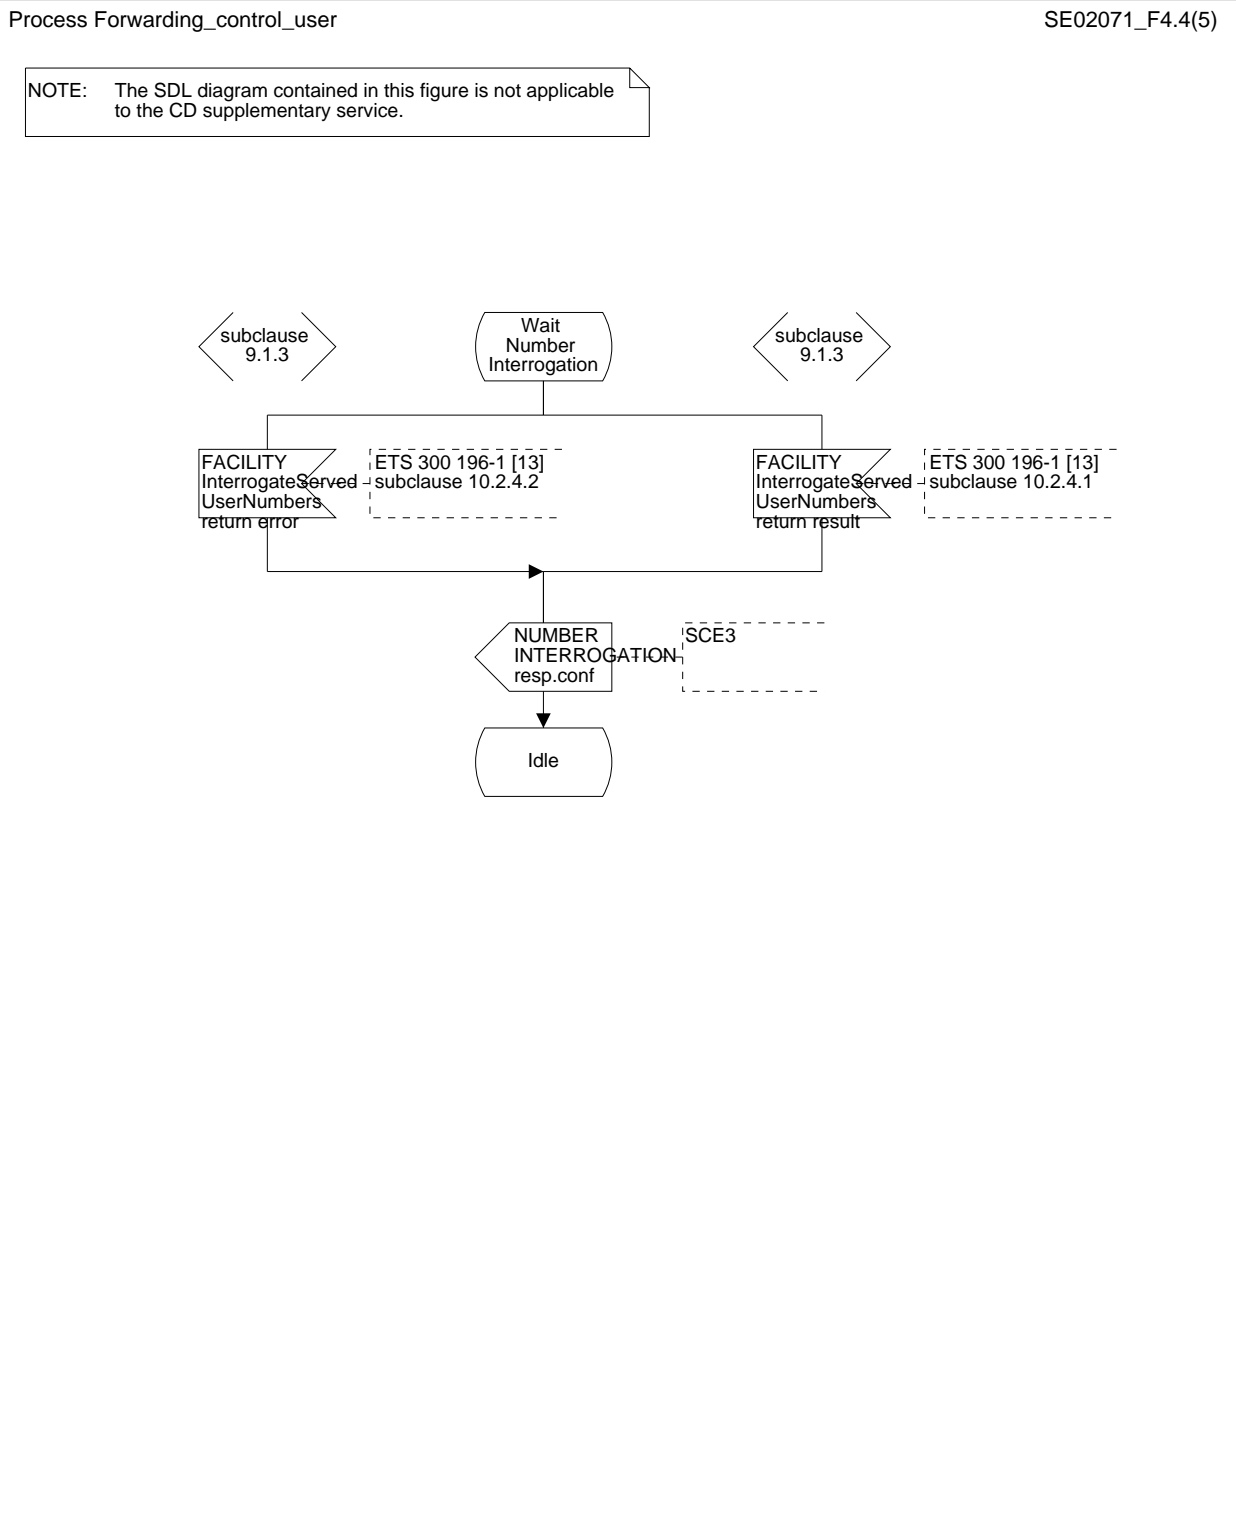 Process Forwarding_control_user
SE02071_F4.4(5)
NOTE: The SDL diagram contained in this figure is not applicable
to the CD supplementary service.
subclause
9.1.3
Wait
Number
Interrogation
subclause
9.1.3
FACILITY
InterrogateServed
UserNumbers
return error
ETS 300 196-1 [13]
subclause 10.2.4.2
FACILITY
InterrogateServed
UserNumbers
return result
ETS 300 196-1 [13]
subclause 10.2.4.1
NUMBER
INTERROGATION
resp.conf
SCE3
Idle